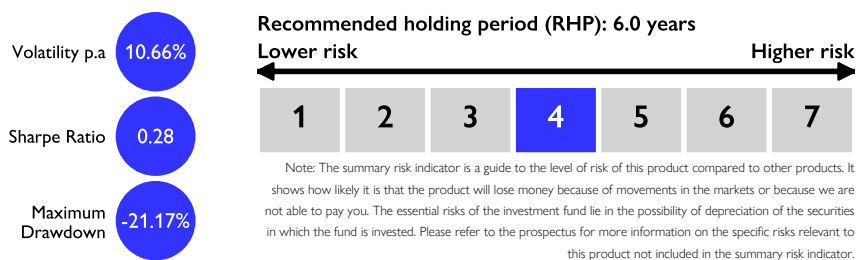 Volatility p.a
10.66%
Sharpe Ratio
0.28
Maximum
Drawdown
-21.17%
Recommended holding period (RHP): 6.0 years
Lower risk
Higher risk
1 2 3 4 5 6 7
Note: The summary risk indicator is a guide to the level of risk of this product compared to other products. It
shows how likely it is that the product will lose money because of movements in the markets or because we are
not able to pay you. The essential risks of the investment fund lie in the possibility of depreciation of the securities
in which the fund is invested. Please refer to the prospectus for more information on the specific risks relevant to
this product not included in the summary risk indicator.